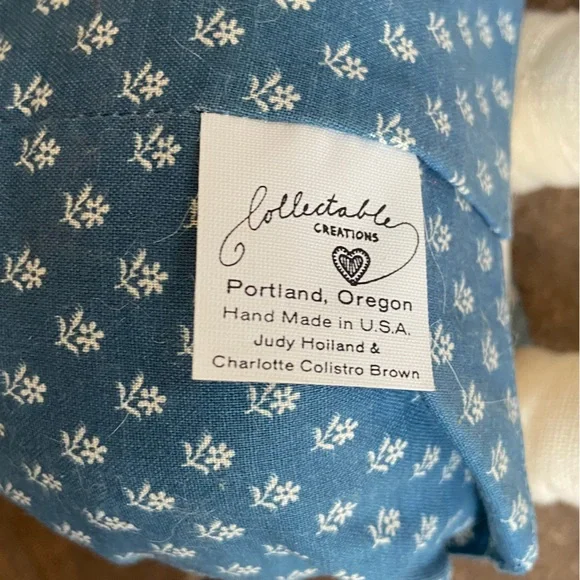 Collectable
CREATIONS
Portland, Oregon
Hand Made in U.S.A.
Judy Hoiland &
Charlotte Colistro Brown